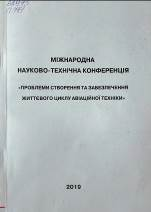 МІЖНАРОДНА
НАУКОВО-ТЕХНІЧНА КОНФЕРЕНЦІЯ
«ПРОБЛЕМИ СТВОРЕННЯ ТА ЗАБЕЗПЕЧЕННЯ
ЖИТТЄВОГО ЦИКЛУ АВІАЦІЙНОЇ ТЕХНІКИ»
2019